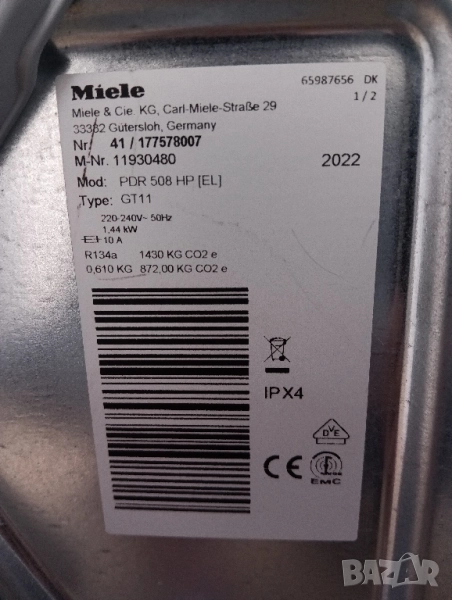 Miele
65987656 DK
1 / 2
Miele & Cie. KG, Carl-Miele-Straße 29
33332 Gütersloh, Germany
Nr. 41 / 177578007
M-Nr. 11930480
2022
Mod: PDR 508 HP [EL]
Type: GT11
220-240V~ 50Hz
1,44 kW
10 A
R134a 1430 KG CO2 e
0,610 KG 872,00 KG CO2 e
IPX4
DVE
CE
EMC
BAZAR